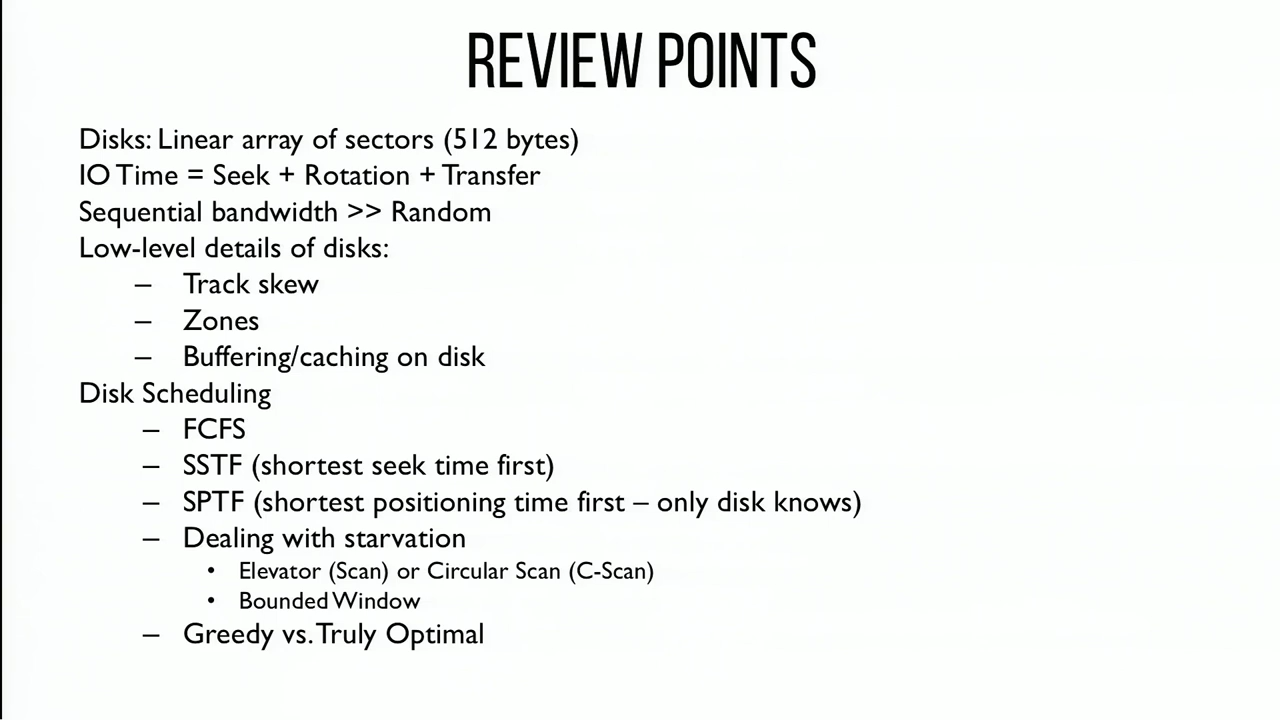 REVIEW POINTS
Disks: Linear array of sectors (512 bytes)
IO Time = Seek + Rotation + Transfer
Sequential bandwidth >> Random
Low-level details of disks:
– Track skew
– Zones
– Buffering/caching on disk
Disk Scheduling
– FCFS
– SSTF (shortest seek time first)
– SPTF (shortest positioning time first – only disk knows)
– Dealing with starvation
• Elevator (Scan) or Circular Scan (C-Scan)
• Bounded Window
– Greedy vs. Truly Optimal